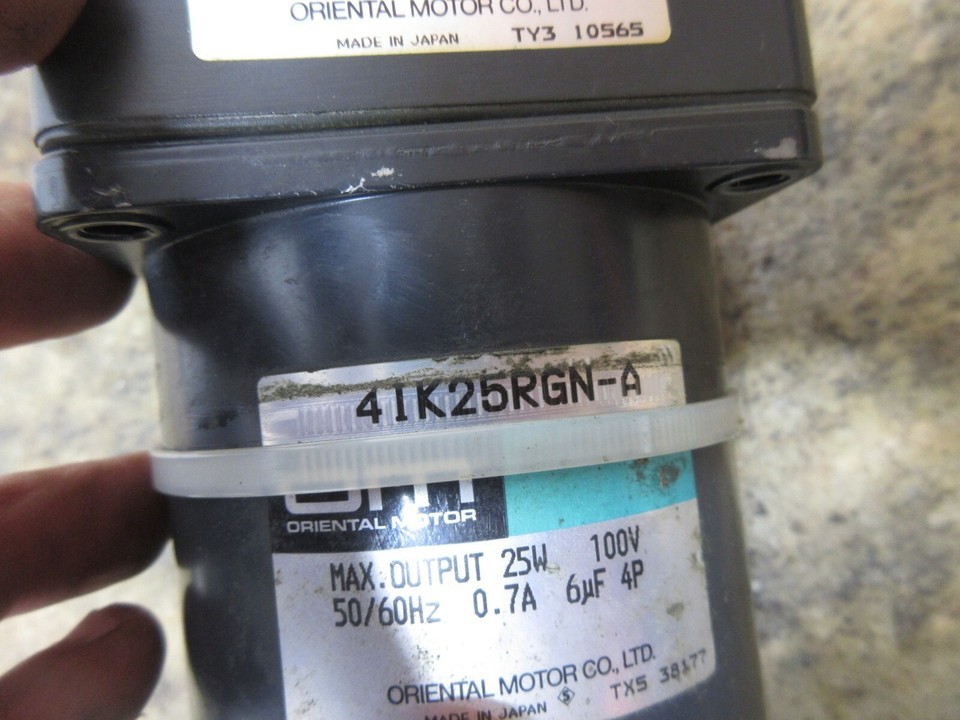 ORIENTAL MOTOR CO., LTD.
MADE IN JAPAN TY3 10565
4IK25RGN-A
ORIENTAL MOTOR
MAX.OUTPUT 25W 100V
50/60Hz 0.7A 6µF 4P
ORIENTAL MOTOR CO., LTD.
MADE IN JAPAN TX5 38177